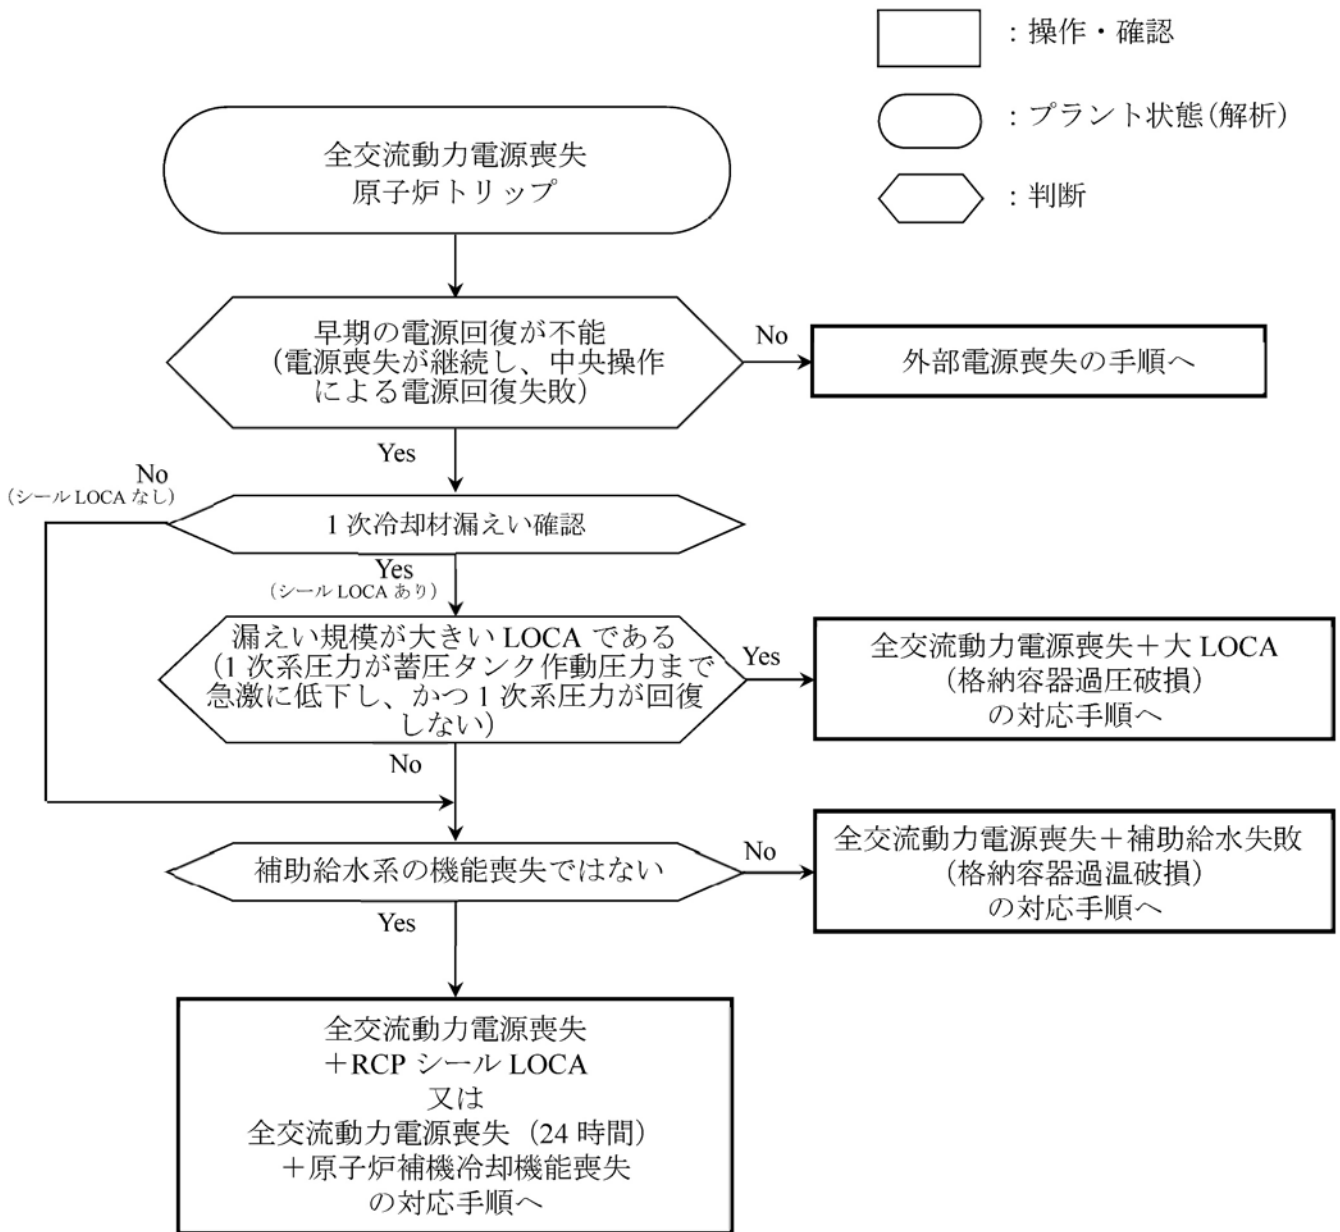 ：操作・確認
：プラント状態(解析)
：判断
全交流動力電源喪失
原子炉トリップ
早期の電源回復が不能
（電源喪失が継続し、中央操作
による電源回復失敗）
No
外部電源喪失の手順へ
Yes
No
（シール LOCA なし）
1 次冷却材漏えい確認
Yes
（シール LOCA あり）
漏えい規模が大きい LOCA である
（1 次系圧力が蓄圧タンク作動圧力まで
急激に低下し、かつ 1 次系圧力が回復
しない）
Yes
全交流動力電源喪失＋大 LOCA
（格納容器過圧破損）
の対応手順へ
No
補助給水系の機能喪失ではない
No
全交流動力電源喪失＋補助給水失敗
（格納容器過温破損）
の対応手順へ
Yes
全交流動力電源喪失
＋RCP シール LOCA
又は
全交流動力電源喪失（24 時間）
＋原子炉補機冷却機能喪失
の対応手順へ